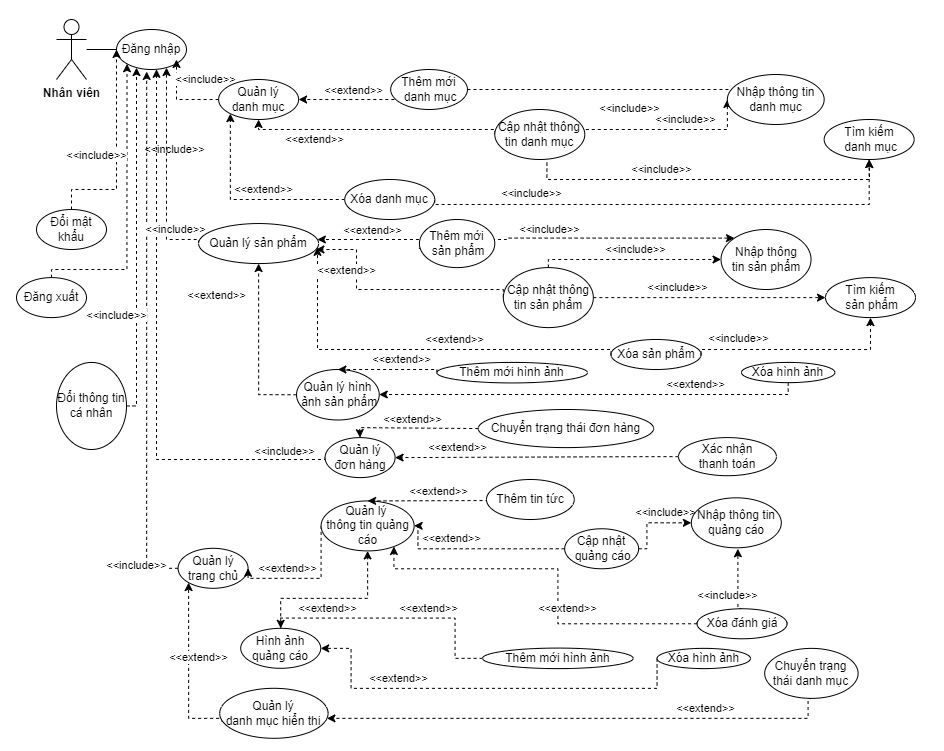 Đăng nhập
Nhân viên
<<include>>
Quản lý
danh mục
<<extend>>
Thêm mới
danh mục
Nhập thông tin
danh mục
<<include>>
<<include>>
<<extend>>
Cập nhật thông
tin danh mục
Tìm kiếm
danh mục
<<include>>
<<include>>
<<include>>
<<extend>>
Xóa danh mục
<<include>>
Đổi mật
khẩu
<<include>>
Quản lý sản phẩm
<<extend>>
Thêm mới
sản phẩm
<<include>>
<<include>>
Nhập thông
tin sản phẩm
<<extend>>
Đăng xuất
<<extend>>
Cập nhật thông
tin sản phẩm
<<include>>
Tìm kiếm
sản phẩm
<<include>>
<<extend>>
Xóa sản phẩm
<<include>>
<<extend>>
Thêm mới hình ảnh
Xóa hình ảnh
Quản lý hình
ảnh sản phẩm
<<extend>>
Đổi thông tin
cá nhân
<<extend>>
Chuyển trạng thái đơn hàng
<<include>>
Quản lý
đơn hàng
<<extend>>
Xác nhận
thanh toán
<<extend>>
Thêm tin tức
Quản lý
thông tin quảng
cáo
<<include>>
Nhập thông tin
quảng cáo
<<extend>>
Cập nhật
quảng cáo
<<include>>
Quản lý
trang chủ
<<extend>>
<<include>>
<<extend>>
<<extend>>
<<extend>>
Xóa đánh giá
Hình ảnh
quảng cáo
<<extend>>
Thêm mới hình ảnh
Xóa hình ảnh
Chuyển trạng
thái danh mục
<<extend>>
Quản lý
danh mục hiển thị
<<extend>>